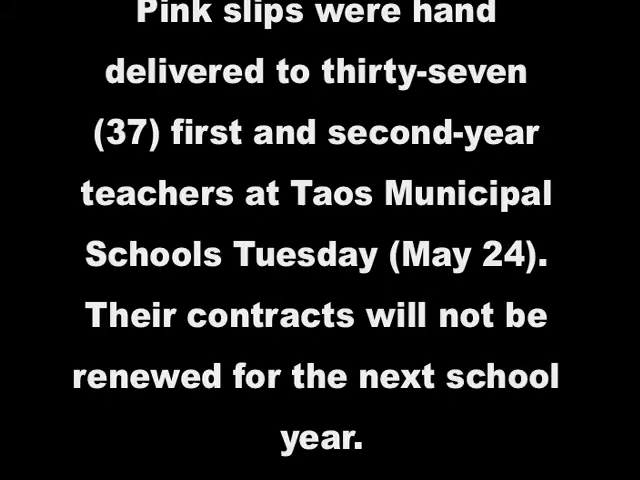 Pink slips were hand
delivered to thirty-seven
(37) first and second-year
teachers at Taos Municipal
Schools Tuesday (May 24).
Their contracts will not be
renewed for the next school
year.